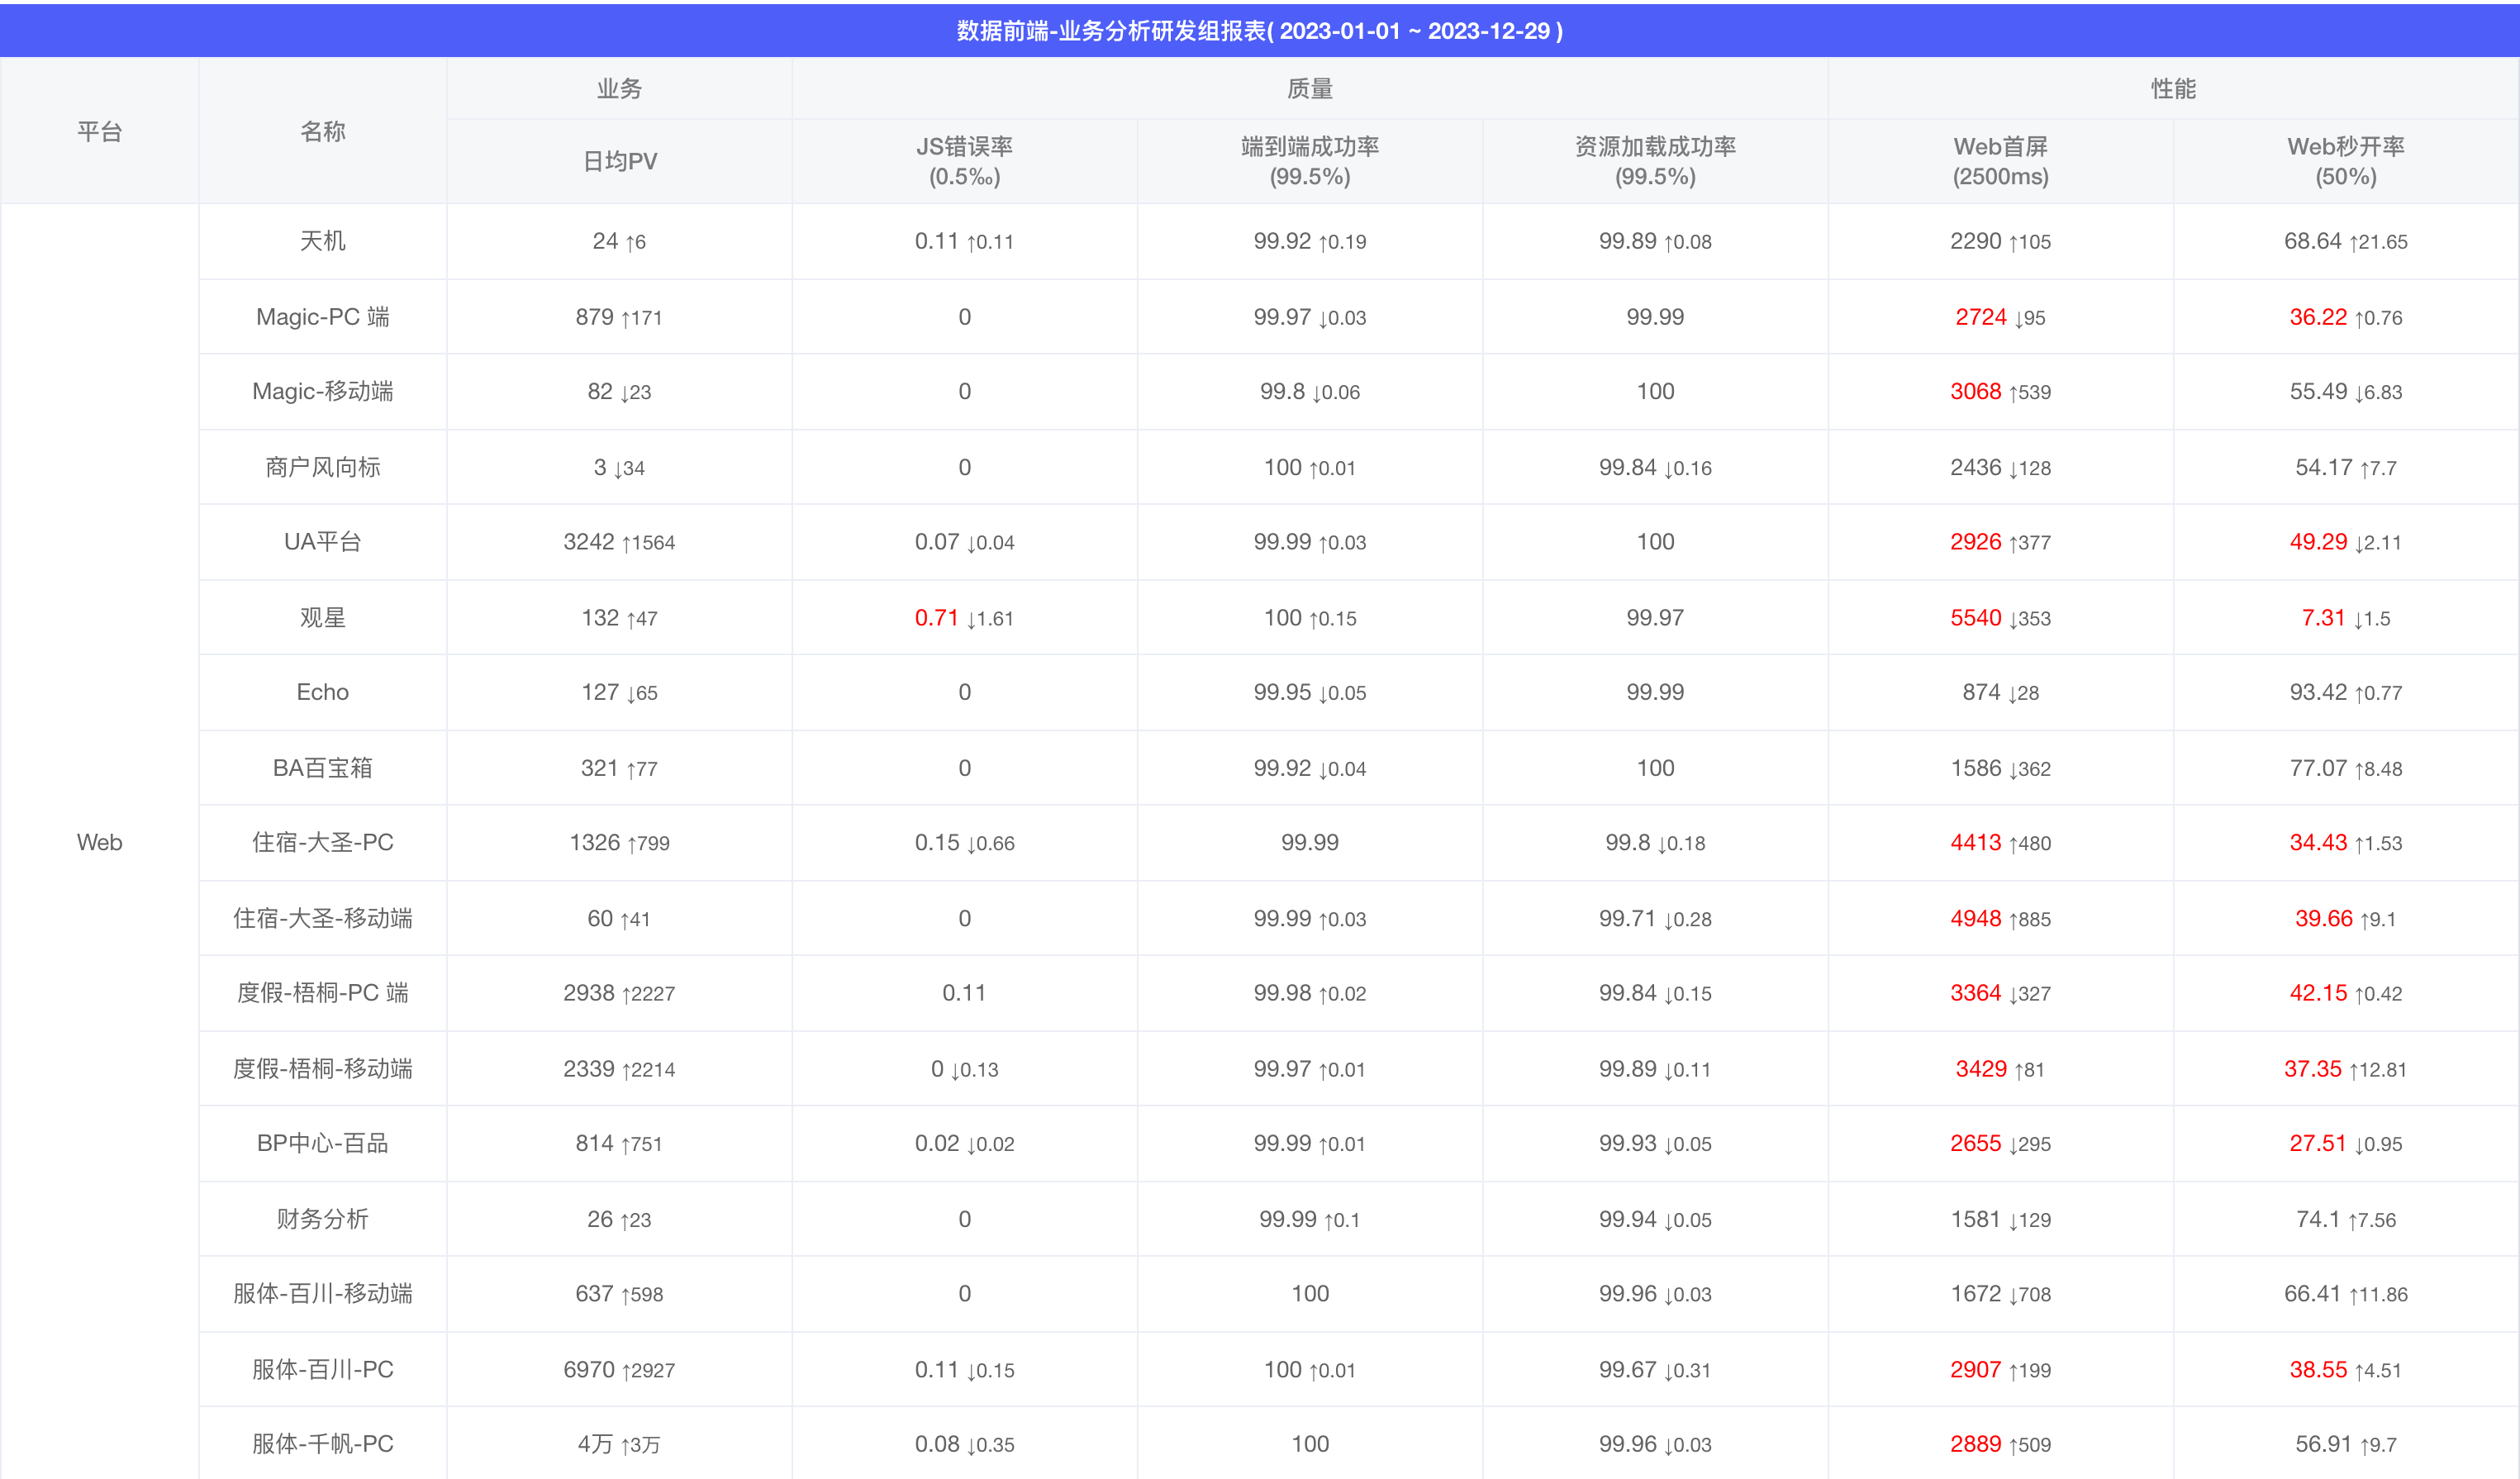 数据前端-业务分析研发组报表( 2023-01-01 ~ 2023-12-29 )
平台 名称 业务 质量 性能
日均PV JS错误率 (0.5‰) 端到端成功率 (99.5%) 资源加载成功率 (99.5%) Web首屏 (2500ms) Web秒开率 (50%)
Web
天机 24 ↑6 0.11 ↑0.11 99.92 ↑0.19 99.89 ↑0.08 2290 ↑105 68.64 ↑21.65
Magic-PC 端 879 ↑171 0 99.97 ↓0.03 99.99 2724 ↓95 36.22 ↑0.76
Magic-移动端 82 ↓23 0 99.8 ↓0.06 100 3068 ↑539 55.49 ↓6.83
商户风向标 3 ↓34 0 100 ↑0.01 99.84 ↓0.16 2436 ↓128 54.17 ↑7.7
UA平台 3242 ↑1564 0.07 ↓0.04 99.99 ↑0.03 100 2926 ↑377 49.29 ↓2.11
观星 132 ↑47 0.71 ↓1.61 100 ↑0.15 99.97 5540 ↓353 7.31 ↓1.5
Echo 127 ↓65 0 99.95 ↓0.05 99.99 874 ↓28 93.42 ↑0.77
BA百宝箱 321 ↑77 0 99.92 ↓0.04 100 1586 ↓362 77.07 ↑8.48
住宿-大圣-PC 1326 ↑799 0.15 ↓0.66 99.99 99.8 ↓0.18 4413 ↑480 34.43 ↑1.53
住宿-大圣-移动端 60 ↑41 0 99.99 ↑0.03 99.71 ↓0.28 4948 ↑885 39.66 ↑9.1
度假-梧桐-PC 端 2938 ↑2227 0.11 99.98 ↑0.02 99.84 ↓0.15 3364 ↓327 42.15 ↑0.42
度假-梧桐-移动端 2339 ↑2214 0 ↓0.13 99.97 ↑0.01 99.89 ↓0.11 3429 ↑81 37.35 ↑12.81
BP中心-百品 814 ↑751 0.02 ↓0.02 99.99 ↑0.01 99.93 ↓0.05 2655 ↓295 27.51 ↓0.95
财务分析 26 ↑23 0 99.99 ↑0.1 99.94 ↓0.05 1581 ↓129 74.1 ↑7.56
服体-百川-移动端 637 ↑598 0 100 99.96 ↓0.03 1672 ↓708 66.41 ↑11.86
服体-百川-PC 6970 ↑2927 0.11 ↓0.15 100 ↑0.01 99.67 ↓0.31 2907 ↑199 38.55 ↑4.51
服体-千帆-PC 4万 ↑3万 0.08 ↓0.35 100 99.96 ↓0.03 2889 ↑509 56.91 ↑9.7